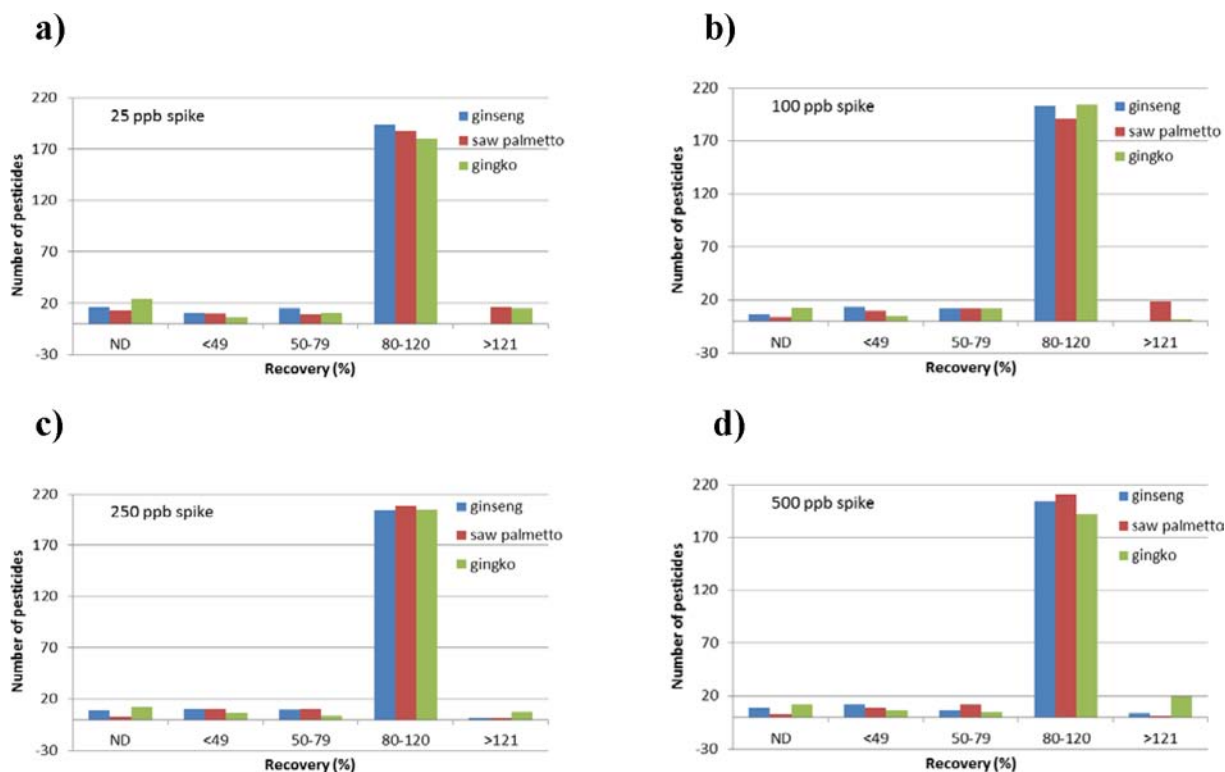 a)
25 ppb spike
ginseng
saw palmetto
gingko
Number of pesticides
220
170
120
70
20
-30
ND <49 50-79 80-120 >121
Recovery (%)
b)
100 ppb spike
ginseng
saw palmetto
gingko
Number of pesticides
220
170
120
70
20
-30
ND <49 50-79 80-120 >121
Recovery (%)
c)
250 ppb spike
ginseng
saw palmetto
gingko
Number of pesticides
220
170
120
70
20
-30
ND <49 50-79 80-120 >121
Recovery (%)
d)
500 ppb spike
ginseng
saw palmetto
gingko
Number of pesticides
220
170
120
70
20
-30
ND <49 50-79 80-120 >121
Recovery (%)